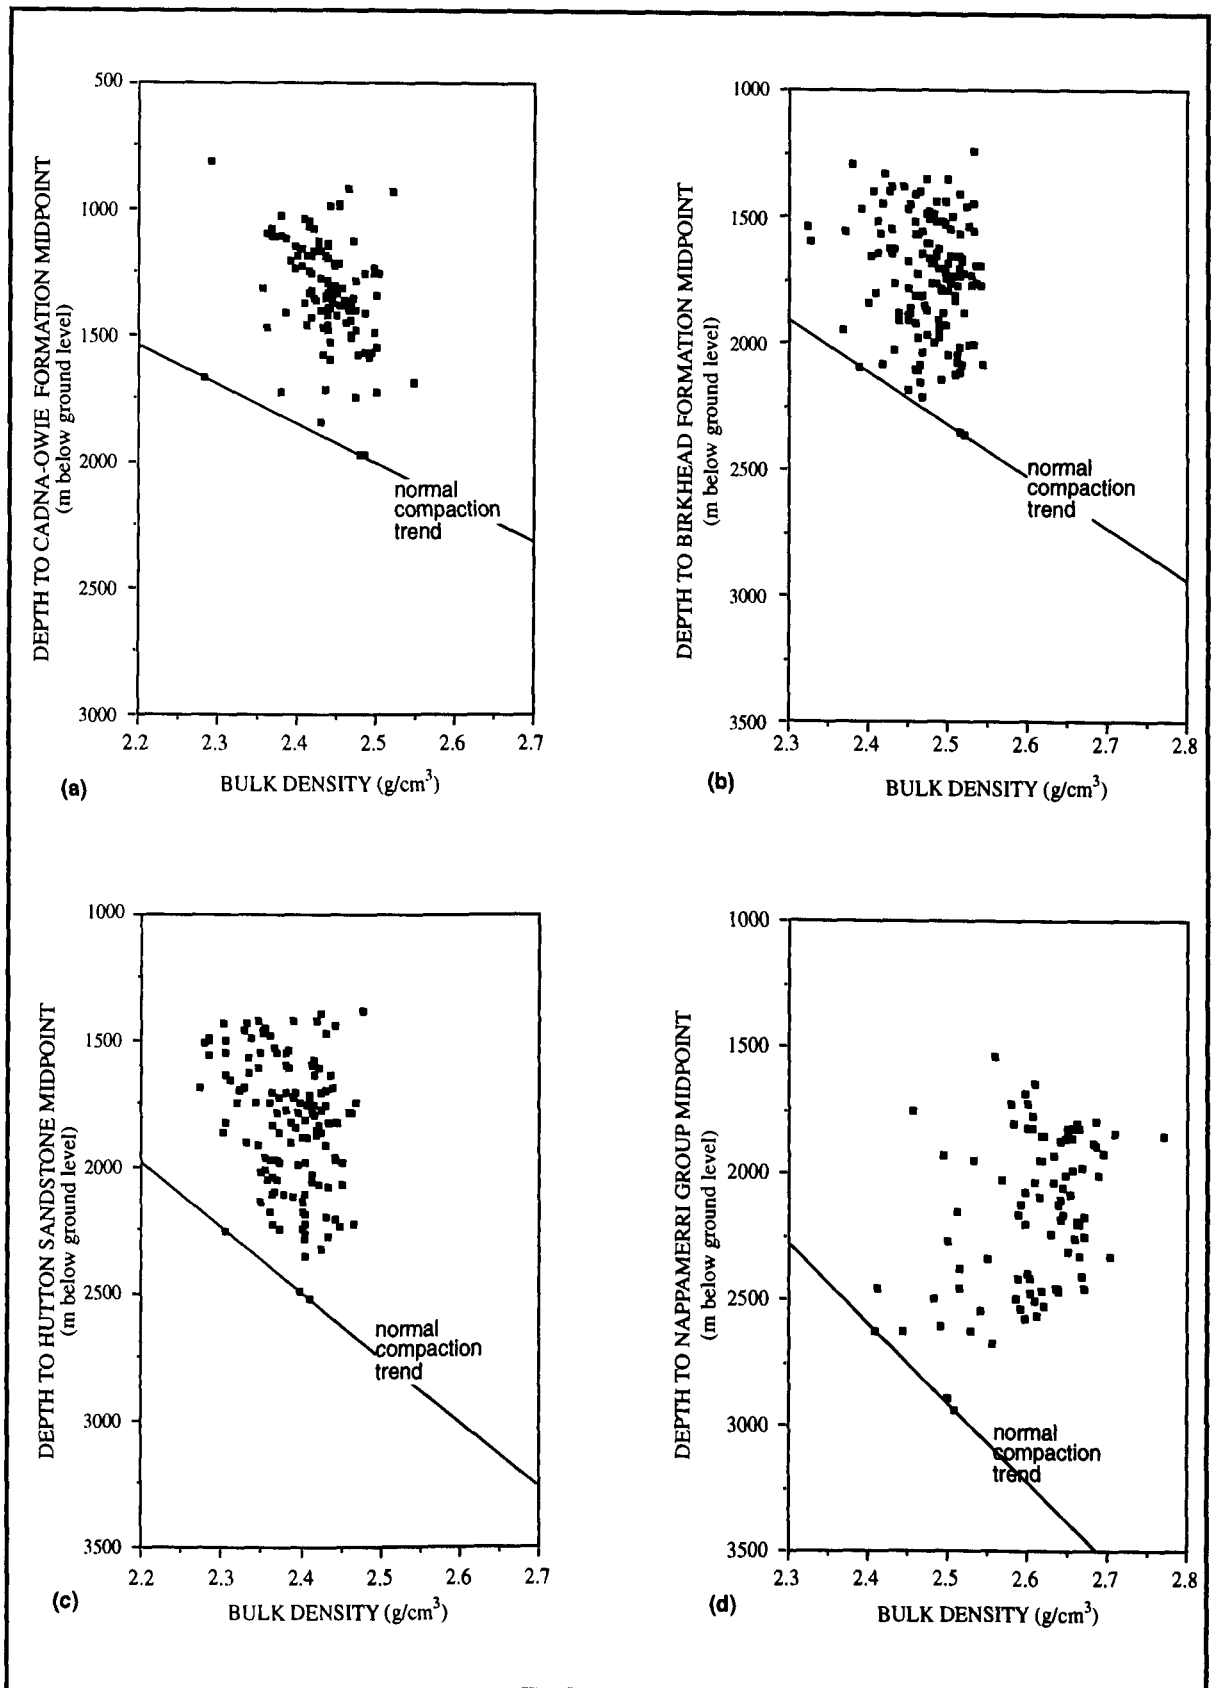 500
1000
1500
2000
2500
3000
2.2 2.3 2.4 2.5 2.6 2.7
DEPTH TO CADNA-OWIE FORMATION MIDPOINT
(m below ground level)
normal
compaction
trend
(a)
BULK DENSITY (g/cm³)
1000
1500
2000
2500
3000
3500
2.3 2.4 2.5 2.6 2.7 2.8
DEPTH TO BIRKHEAD FORMATION MIDPOINT
(m below ground level)
normal
compaction
trend
(b)
BULK DENSITY (g/cm³)
1000
1500
2000
2500
3000
3500
2.2 2.3 2.4 2.5 2.6 2.7
DEPTH TO HUTTON SANDSTONE MIDPOINT
(m below ground level)
normal
compaction
trend
(c)
BULK DENSITY (g/cm³)
1000
1500
2000
2500
3000
3500
2.3 2.4 2.5 2.6 2.7 2.8
DEPTH TO NAPPAMERRI GROUP MIDPOINT
(m below ground level)
normal
compaction
trend
(d)
BULK DENSITY (g/cm³)